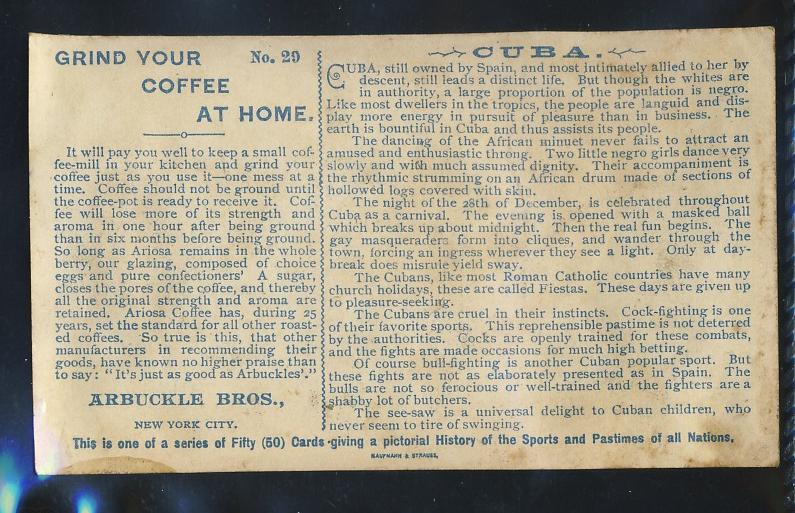 GRIND YOUR No. 29
COFFEE
AT HOME.
It will pay you well to keep a small cof-
fee-mill in your kitchen and grind your
coffee just as you use it—one mess at a
time. Coffee should not be ground until
the coffee-pot is ready to receive it. Cof-
fee will lose more of its strength and
aroma in one hour after being ground
than in six months before being ground.
So long as Ariosa remains in the whole
berry, our glazing, composed of choice
eggs and pure confectioners' A sugar,
closes the pores of the coffee, and thereby
all the original strength and aroma are
retained. Ariosa Coffee has, during 25
years, set the standard for all other roast-
ed coffees. So true is this, that other
manufacturers in recommending their
goods, have known no higher praise than
to say: "It's just as good as Arbuckles'."
ARBUCKLE BROS.,
NEW YORK CITY.
CUBA.
CUBA, still owned by Spain, and most intimately allied to her by
descent, still leads a distinct life. But though the whites are
in authority, a large proportion of the population is negro.
Like most dwellers in the tropics, the people are languid and dis-
play more energy in pursuit of pleasure than in business. The
earth is bountiful in Cuba and thus assists its people.
The dancing of the African minuet never fails to attract an
amused and enthusiastic throng. Two little negro girls dance very
slowly and with much assumed dignity. Their accompaniment is
the rhythmic strumming on an African drum made of sections of
hollowed logs covered with skin.
The night of the 28th of December, is celebrated throughout
Cuba as a carnival. The evening is opened with a masked ball
which breaks up about midnight. Then the real fun begins. The
gay masqueraders form into cliques, and wander through the
town, forcing an ingress wherever they see a light. Only at day-
break does misrule yield sway.
The Cubans, like most Roman Catholic countries have many
church holidays, these are called Fiestas. These days are given up
to pleasure-seeking.
The Cubans are cruel in their instincts. Cock-fighting is one
of their favorite sports. This reprehensible pastime is not deterred
by the authorities. Cocks are openly trained for these combats,
and the fights are made occasions for much high betting.
Of course bull-fighting is another Cuban popular sport. But
these fights are not as elaborately presented as in Spain. The
bulls are not so ferocious or well-trained and the fighters are a
shabby lot of butchers.
The see-saw is a universal delight to Cuban children, who
never seem to tire of swinging.
This is one of a series of Fifty (50) Cards giving a pictorial History of the Sports and Pastimes of all Nations.
KAUFMANN & STRAUSS,